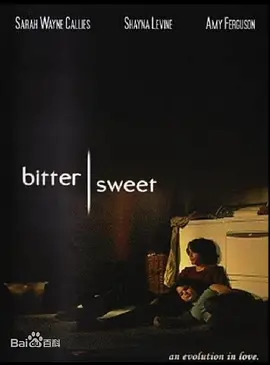 SARAH WAYNE CALLIES SHAYNA LEVINE AMY FERGUSON
bitter | sweet
an evolution in love.
Bai百科